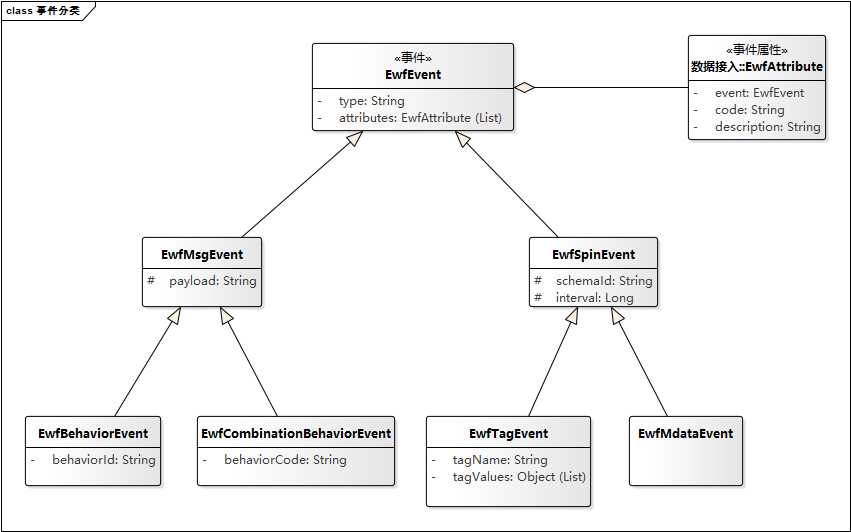 class 事件分类
«事件»
EwfEvent
- type: String
- attributes: EwfAttribute (List)
«事件属性»
数据接入::EwfAttribute
- event: EwfEvent
- code: String
- description: String
EwfMsgEvent
# payload: String
EwfSpinEvent
# schemaId: String
# interval: Long
EwfBehaviorEvent
- behaviorId: String
EwfCombinationBehaviorEvent
- behaviorCode: String
EwfTagEvent
- tagName: String
- tagValues: Object (List)
EwfMdataEvent